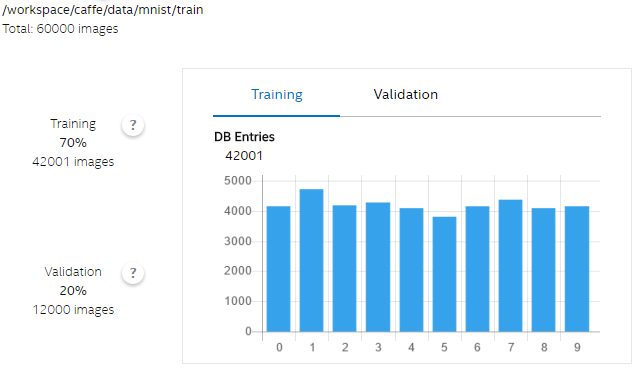 /workspace/caffe/data/mnist/train
Total: 60000 images
Training
?
70%
42001 images
Validation
?
20%
12000 images
Training Validation
DB Entries
42001
5000
4000
3000
2000
1000
0
0 1 2 3 4 5 6 7 8 9